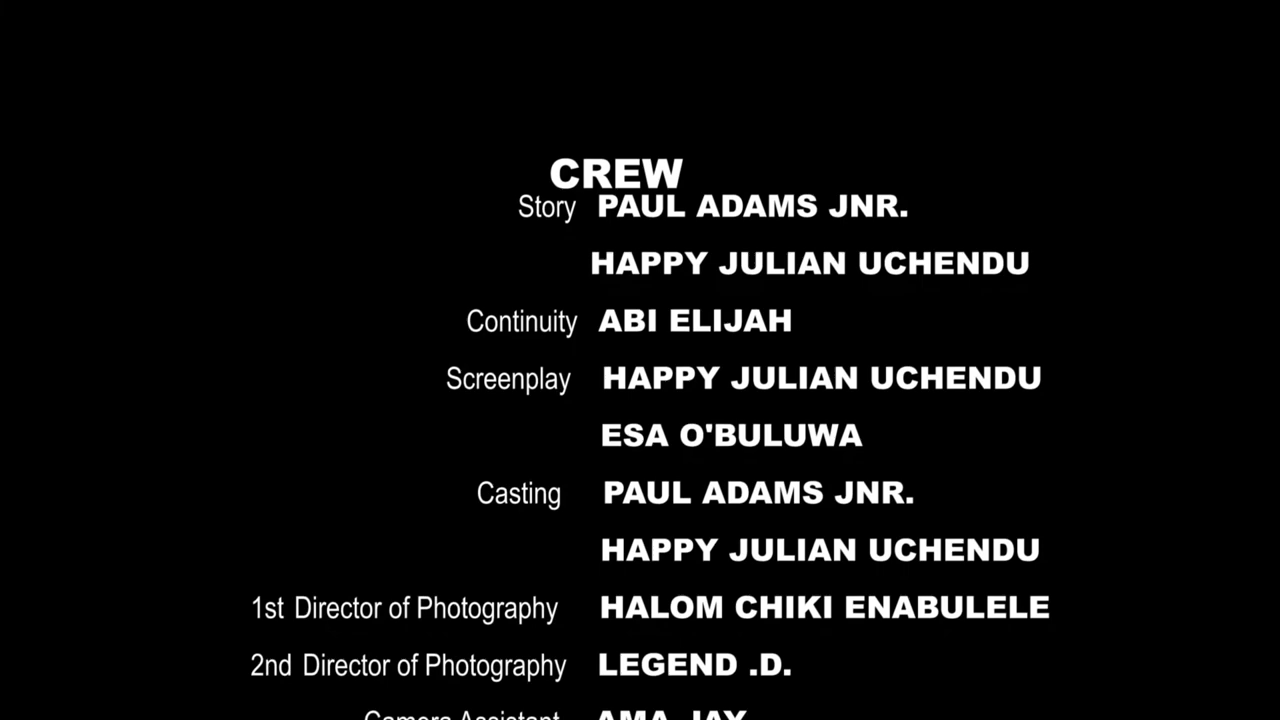 CREW
Story PAUL ADAMS JNR.
HAPPY JULIAN UCHENDU
Continuity ABI ELIJAH
Screenplay HAPPY JULIAN UCHENDU
ESA O'BULUWA
Casting PAUL ADAMS JNR.
HAPPY JULIAN UCHENDU
1st Director of Photography HALOM CHIKI ENABULELE
2nd Director of Photography LEGEND .D.
Camera Assistant AMA JAY